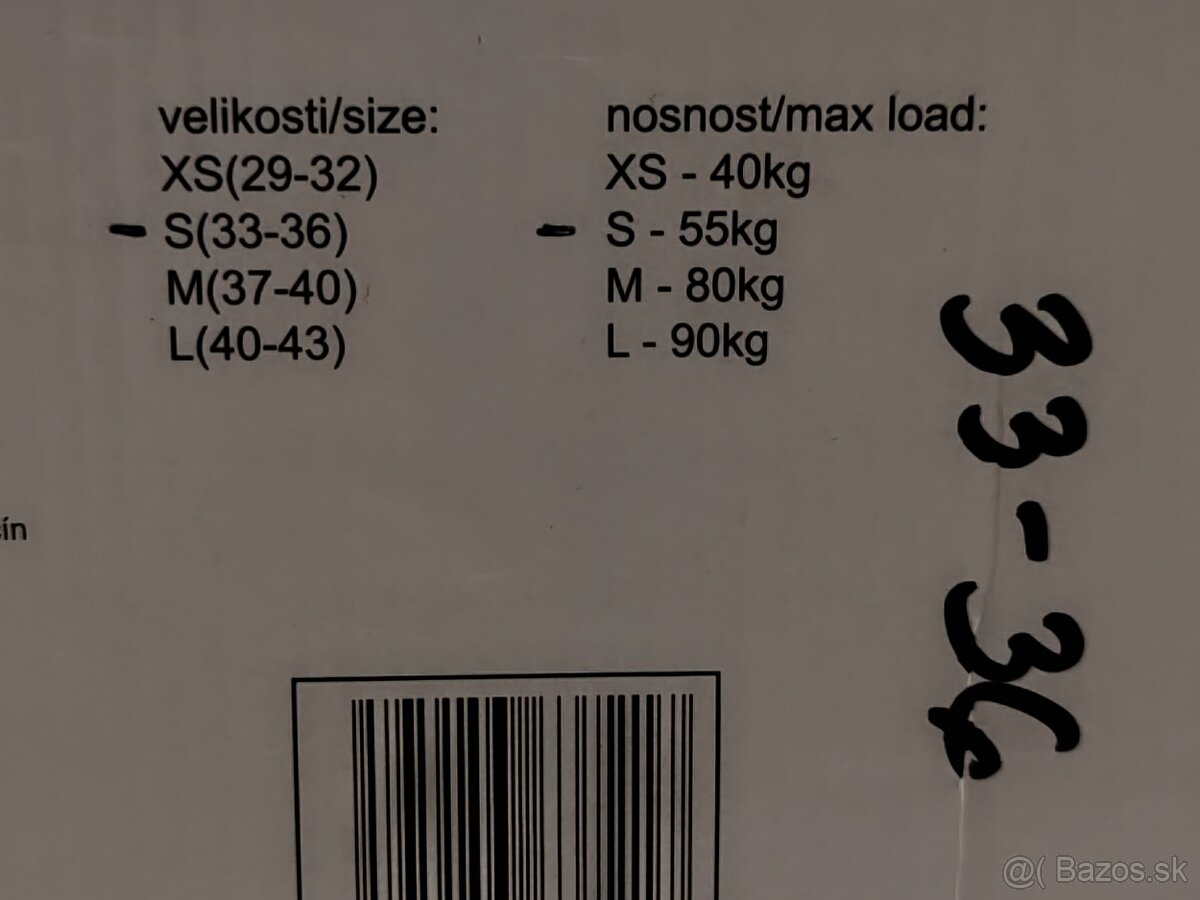 velikosti/size:
XS(29-32)
- S(33-36)
M(37-40)
L(40-43)
nosnost/max load:
XS - 40kg
- S - 55kg
M - 80kg
L - 90kg
33-36
ín
@( Bazos.sk